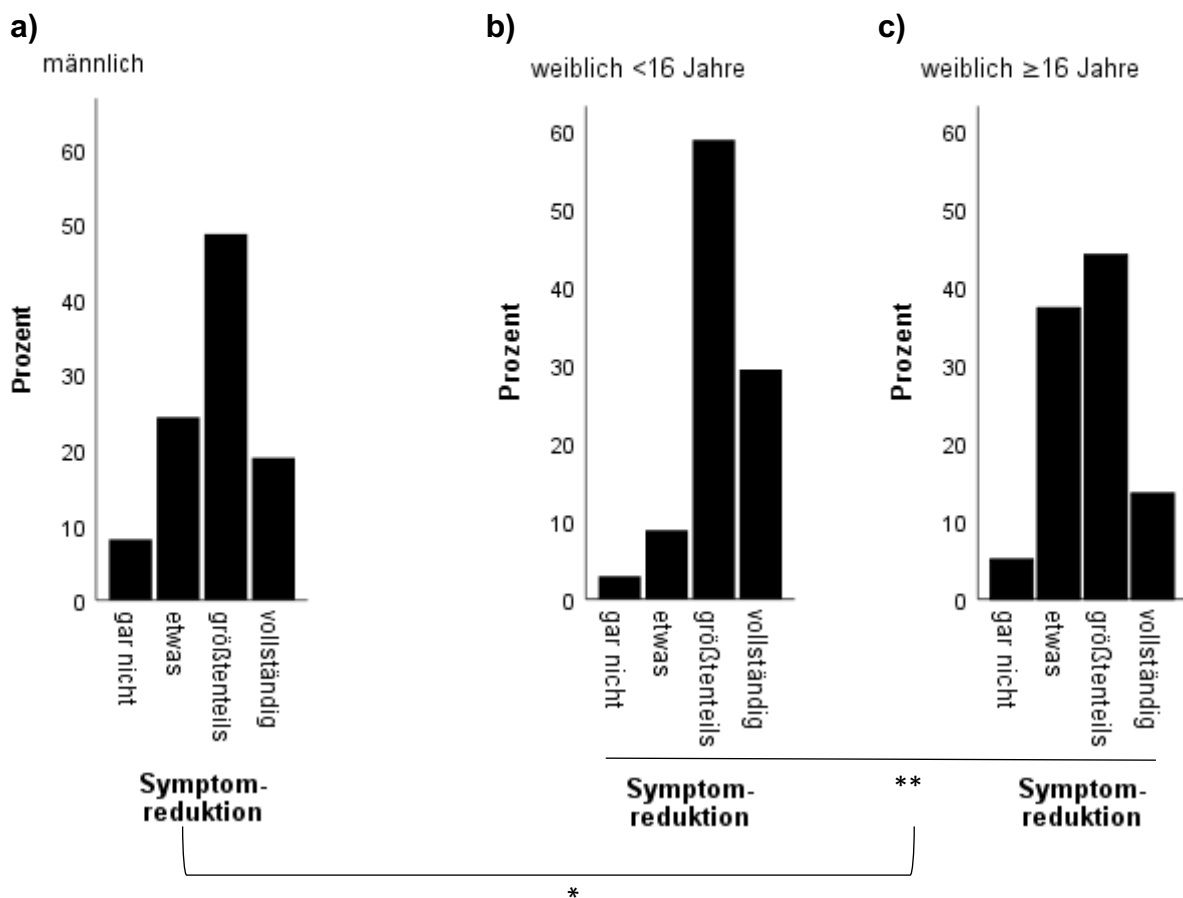 a)
männlich
Prozent
60
50
40
30
20
10
0
gar nicht
etwas
größtenteils
vollständig
Symptom-
reduktion
b)
weiblich <16 Jahre
Prozent
60
50
40
30
20
10
0
gar nicht
etwas
größtenteils
vollständig
Symptom-
reduktion
c)
weiblich ≥16 Jahre
Prozent
60
50
40
30
20
10
0
gar nicht
etwas
größtenteils
vollständig
Symptom-
reduktion
**
*